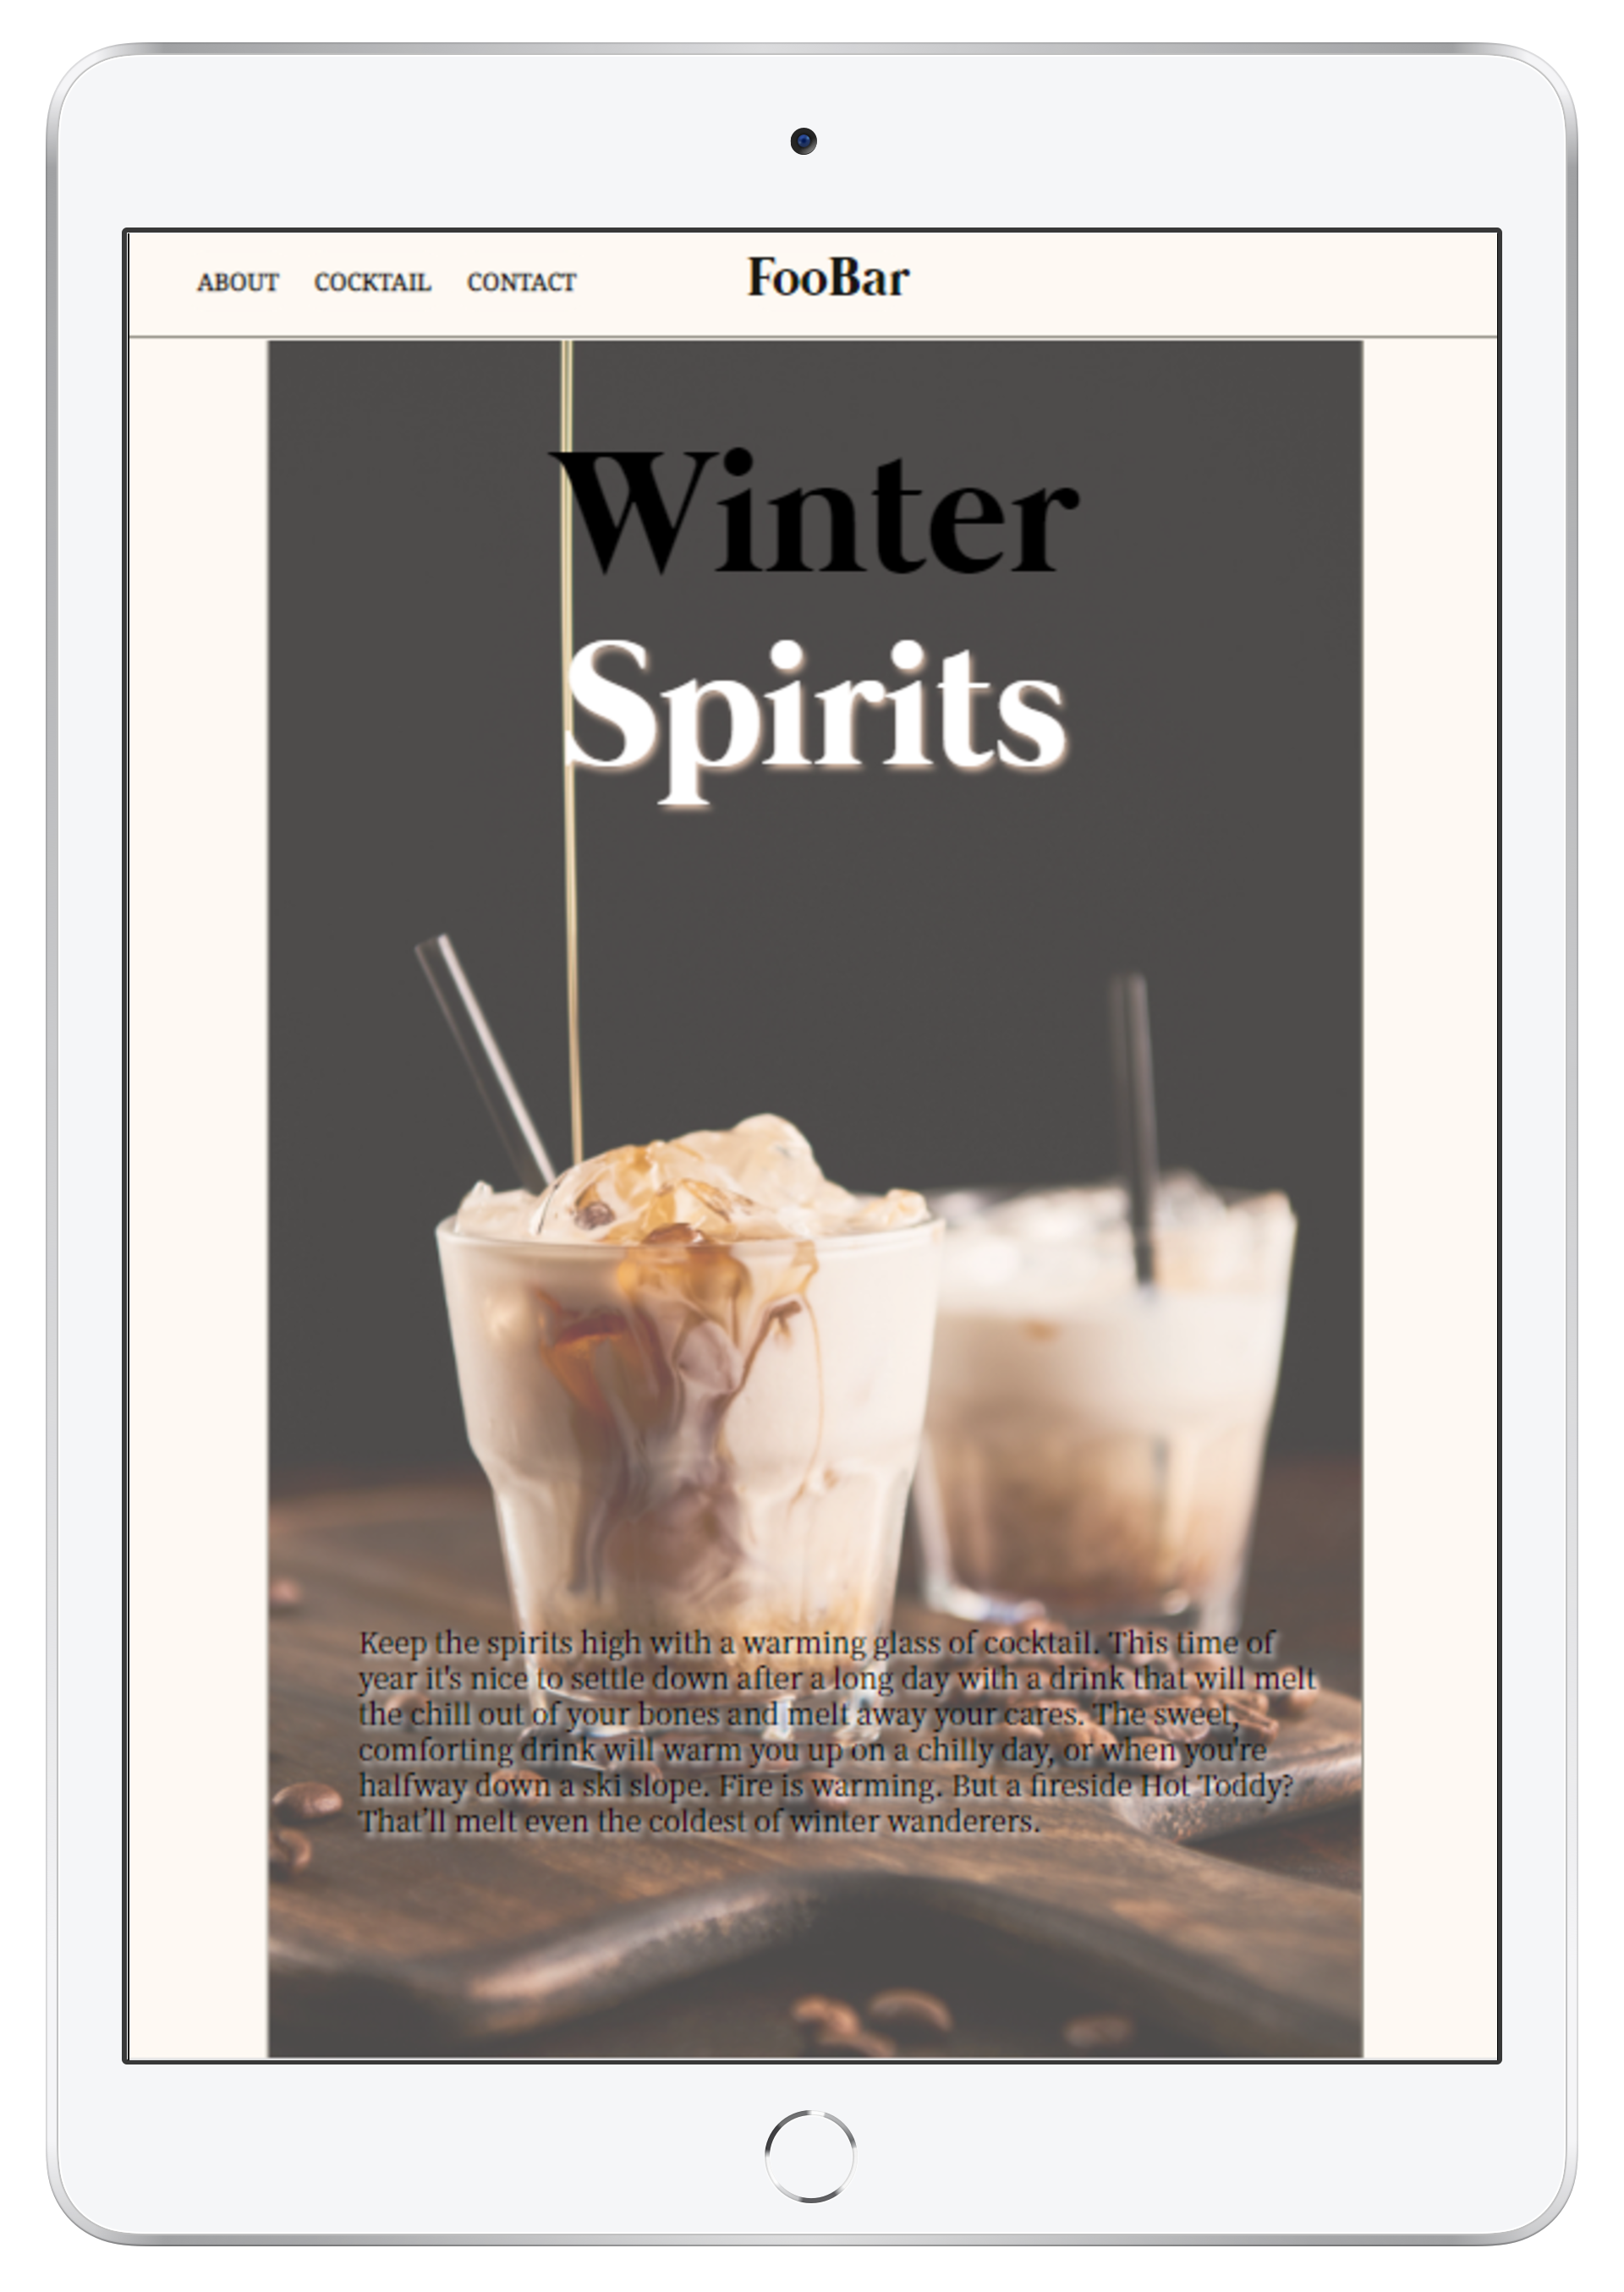 ABOUT COCKTAIL CONTACT FooBar
Winter
Spirits
Keep the spirits high with a warming glass of cocktail. This time of
year it's nice to settle down after a long day with a drink that will melt
the chill out of your bones and melt away your cares. The sweet,
comforting drink will warm you up on a chilly day, or when you're
halfway down a ski slope. Fire is warming. But a fireside Hot Toddy?
That'll melt even the coldest of winter wanderers.